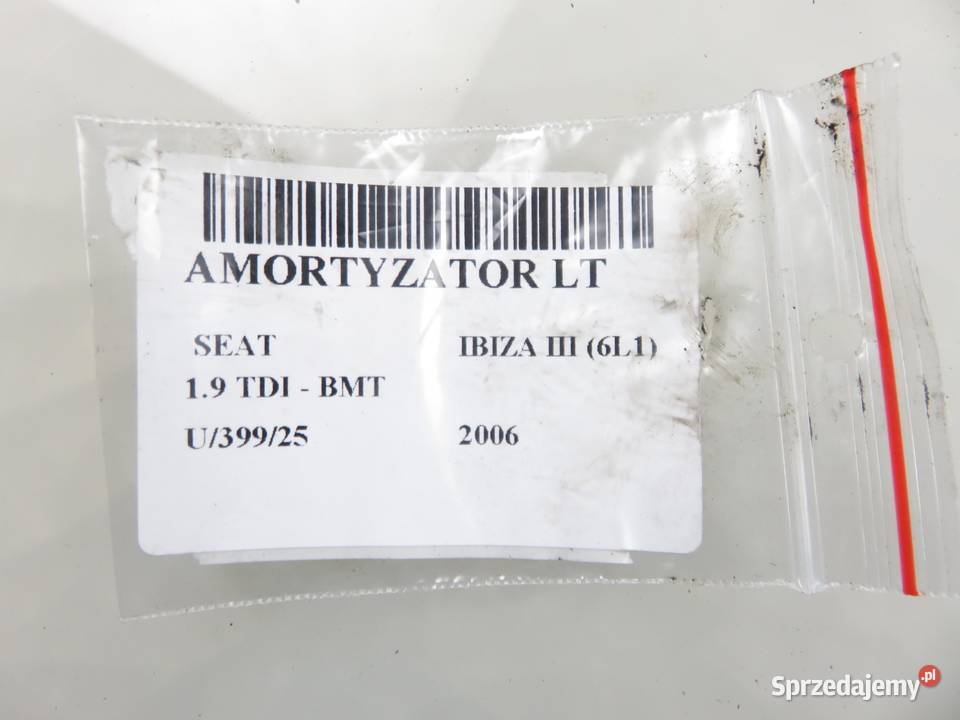 AMORTYZATOR LT
SEAT IBIZA III (6L1)
1.9 TDI - BMT
U/399/25 2006
Sprzedajemy.pl